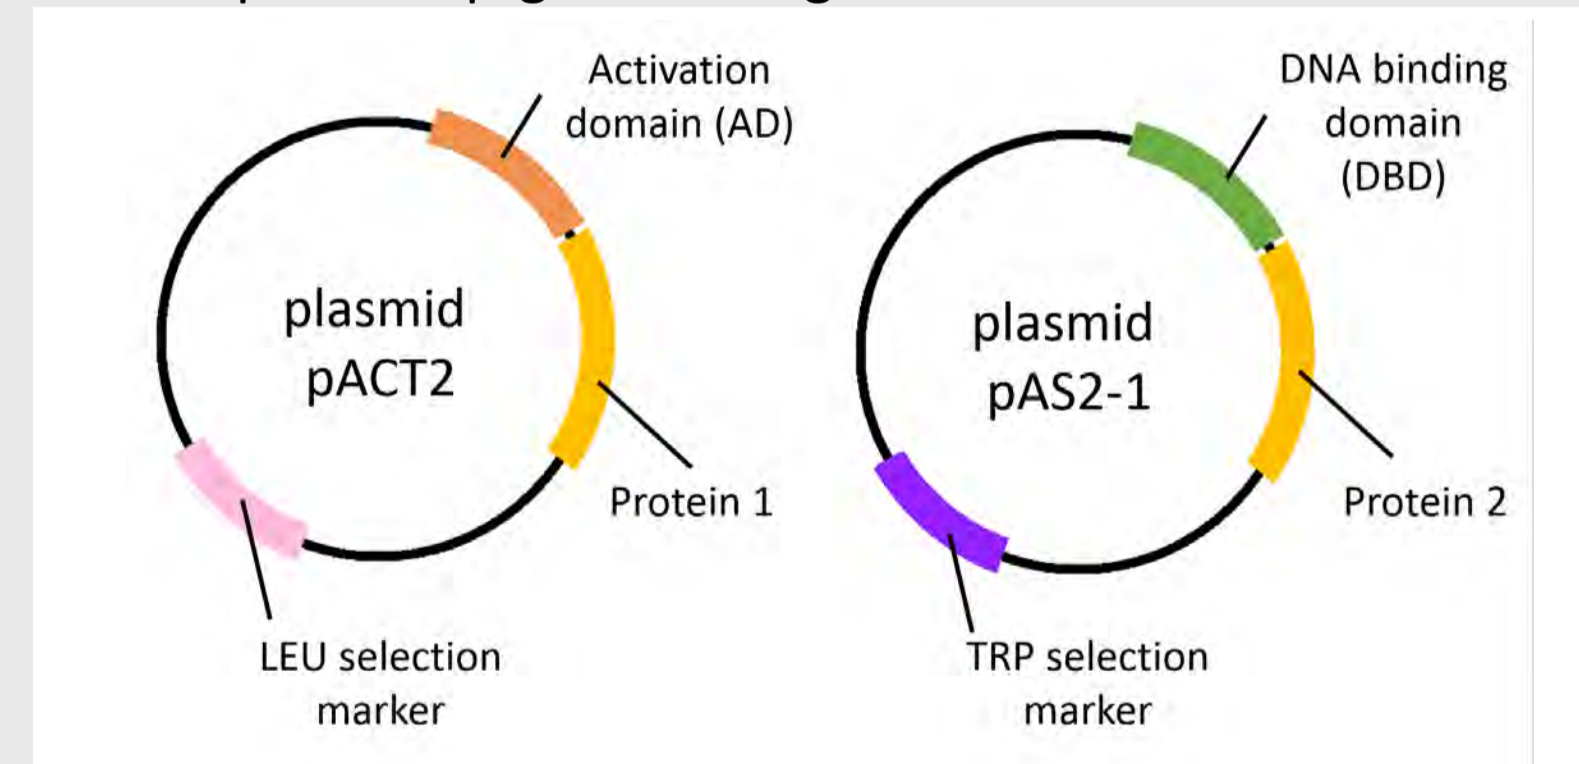 Activation
domain (AD)
DNA binding
domain
(DBD)
plasmid
pACT2
plasmid
pAS2-1
Protein 1
Protein 2
LEU selection
marker
TRP selection
marker